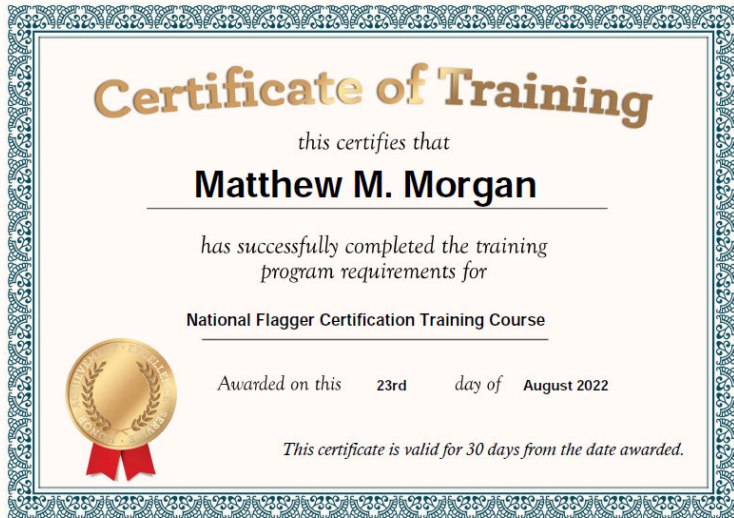 Certificate of Training
this certifies that
Matthew M. Morgan
has successfully completed the training
program requirements for
National Flagger Certification Training Course
Awarded on this 23rd day of August 2022
This certificate is valid for 30 days from the date awarded.